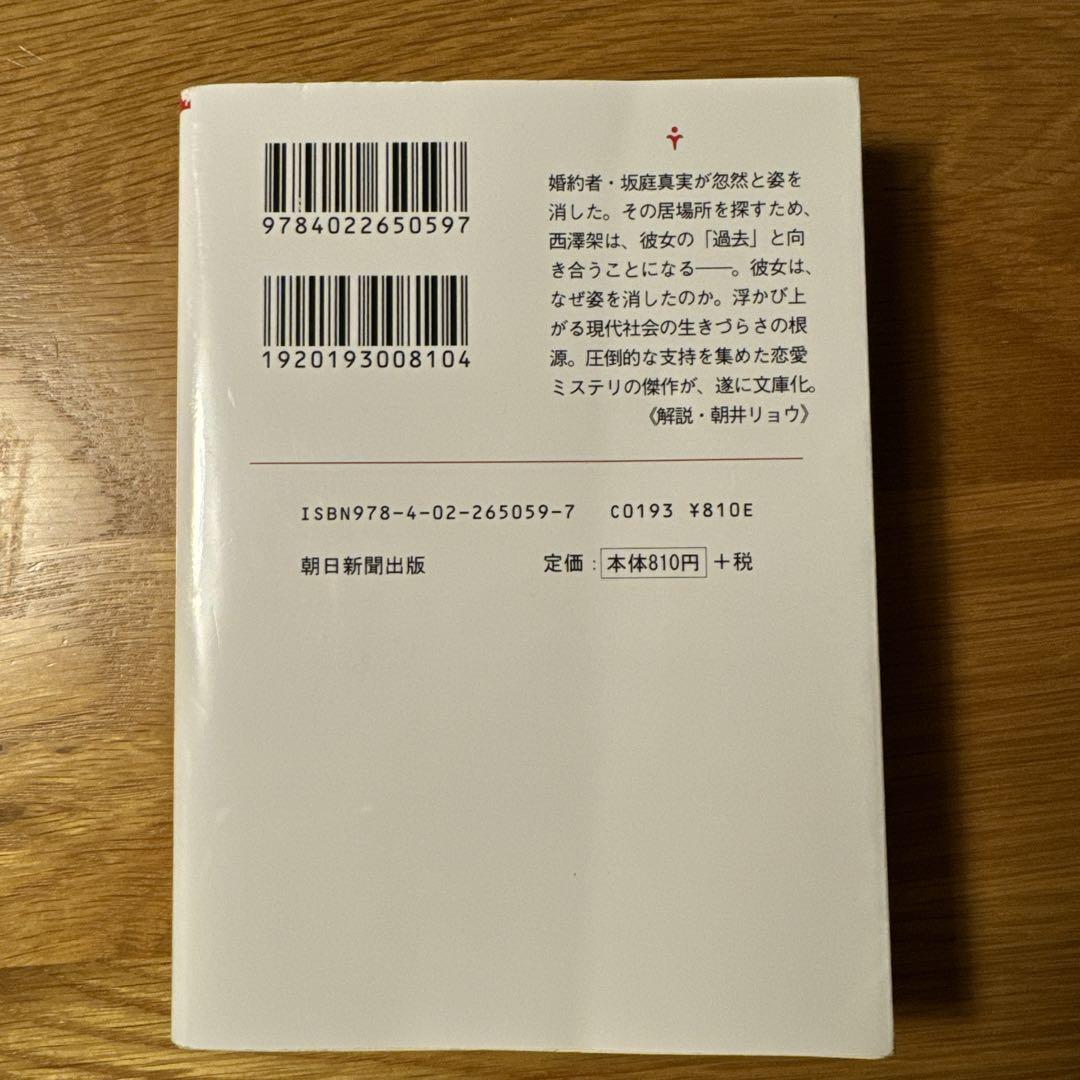 9784022650597
1920193008104
婚約者・坂庭真実が忽然と姿を
消した。その居場所を探すため、
西澤架は、彼女の「過去」と向
き合うことになる――。彼女は、
なぜ姿を消したのか。浮かび上
がる現代社会の生きづらさの根
源。圧倒的な支持を集めた恋愛
ミステリの傑作が、遂に文庫化。
《解説・朝井リョウ》
ISBN978-4-02-265059-7 C0193 ¥810E
朝日新聞出版 定価：本体810円＋税